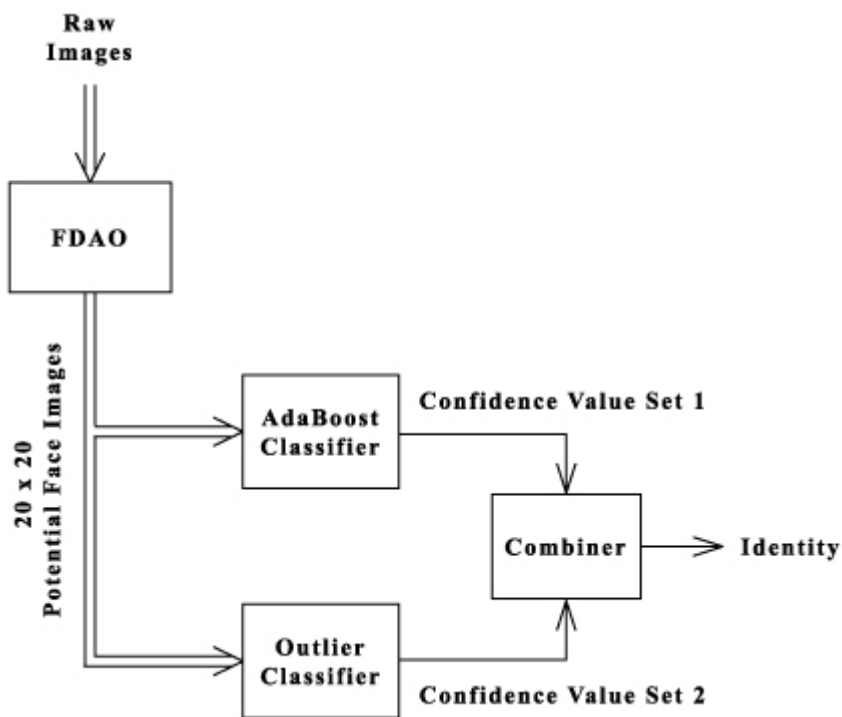 Raw
Images
FDAO
20 x 20
Potential Face Images
AdaBoost
Classifier
Confidence Value Set 1
Combiner
Identity
Outlier
Classifier
Confidence Value Set 2